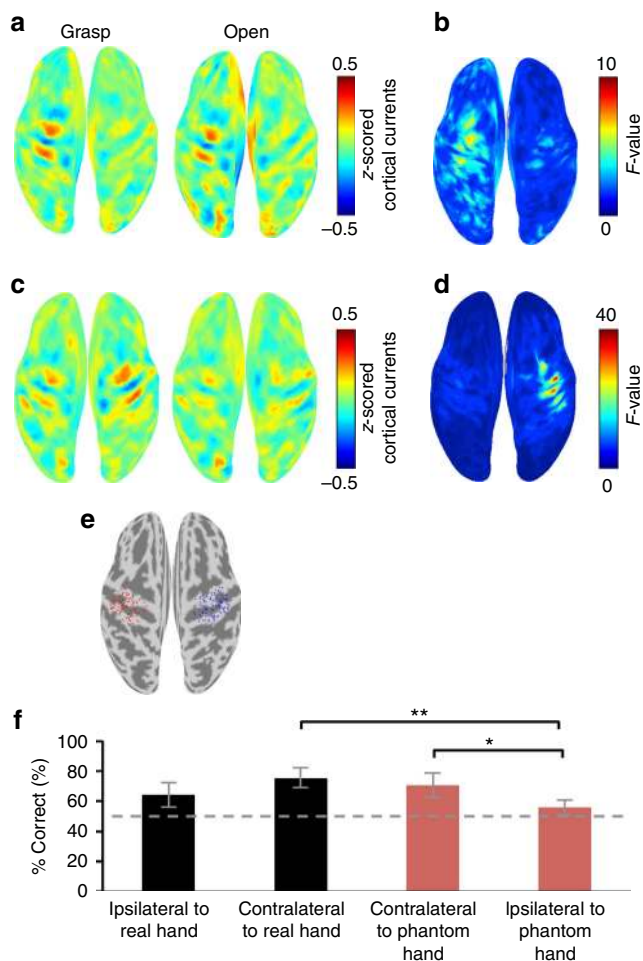 a
Grasp
Open
0.5
z-scored
cortical currents
–0.5
b
10
F-value
0
c
0.5
z-scored
cortical currents
–0.5
d
40
F-value
0
e
f
**
*
100
80
60
40
20
0
% Correct (%)
Ipsilateral to
real hand
Contralateral
to real hand
Contralateral
to phantom
hand
Ipsilateral to
phantom
hand